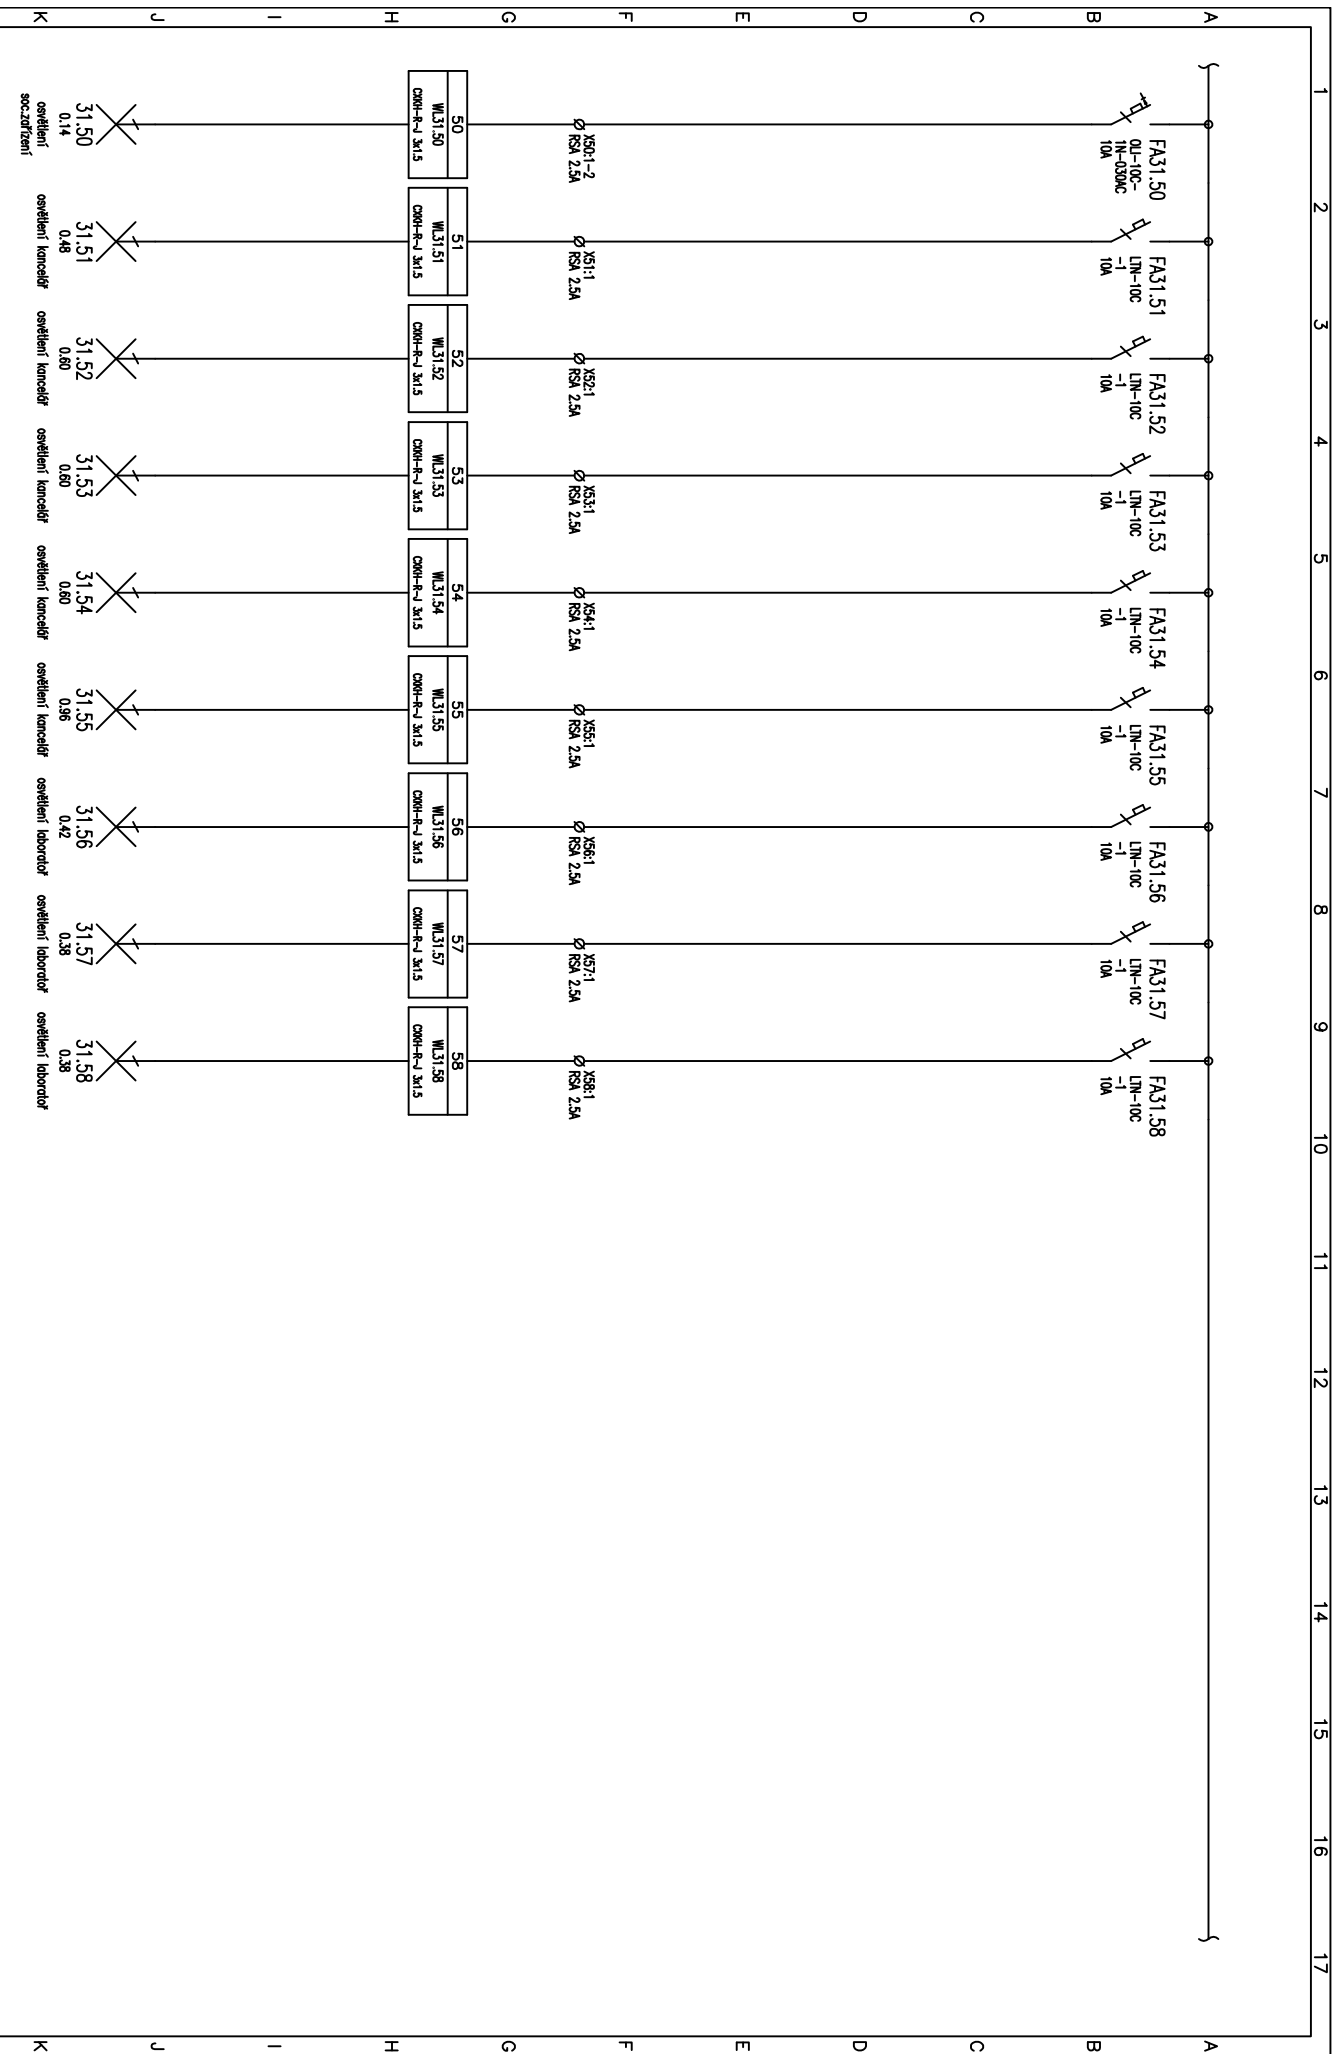 1 2 3 4 5 6 7 8 9 10 11 12 13 14 15 16 17
A A
B B
C C
D D
E E
F F
G G
H H
I I
J J
K K
FA31.50
OLI-10C-
1N-030AC
10A
X50:1-2
RSA 2.5A
50
WL31.50
CXKH-R-J 3x1.5
31.50
0.14
osvětlení
soc.zařízení
FA31.51
LTN-10C
-1
10A
X51:1
RSA 2.5A
51
WL31.51
CXKH-R-J 3x1.5
31.51
0.48
osvětlení kancelář
FA31.52
LTN-10C
-1
10A
X52:1
RSA 2.5A
52
WL31.52
CXKH-R-J 3x1.5
31.52
0.60
osvětlení kancelář
FA31.53
LTN-10C
-1
10A
X53:1
RSA 2.5A
53
WL31.53
CXKH-R-J 3x1.5
31.53
0.60
osvětlení kancelář
FA31.54
LTN-10C
-1
10A
X54:1
RSA 2.5A
54
WL31.54
CXKH-R-J 3x1.5
31.54
0.60
osvětlení kancelář
FA31.55
LTN-10C
-1
10A
X55:1
RSA 2.5A
55
WL31.55
CXKH-R-J 3x1.5
31.55
0.96
osvětlení kancelář
FA31.56
LTN-10C
-1
10A
X56:1
RSA 2.5A
56
WL31.56
CXKH-R-J 3x1.5
31.56
0.42
osvětlení laboratoř
FA31.57
LTN-10C
-1
10A
X57:1
RSA 2.5A
57
WL31.57
CXKH-R-J 3x1.5
31.57
0.38
osvětlení laboratoř
FA31.58
LTN-10C
-1
10A
X58:1
RSA 2.5A
58
WL31.58
CXKH-R-J 3x1.5
31.58
0.38
osvětlení laboratoř